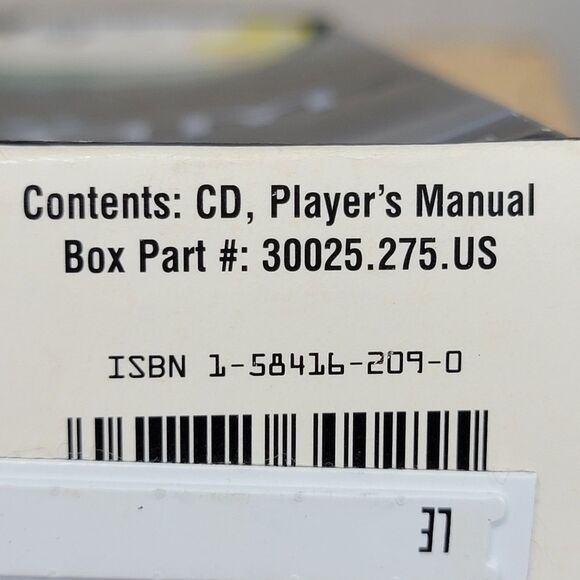 Contents: CD, Player's Manual
Box Part #: 30025.275.US
ISBN 1-58416-209-0
37